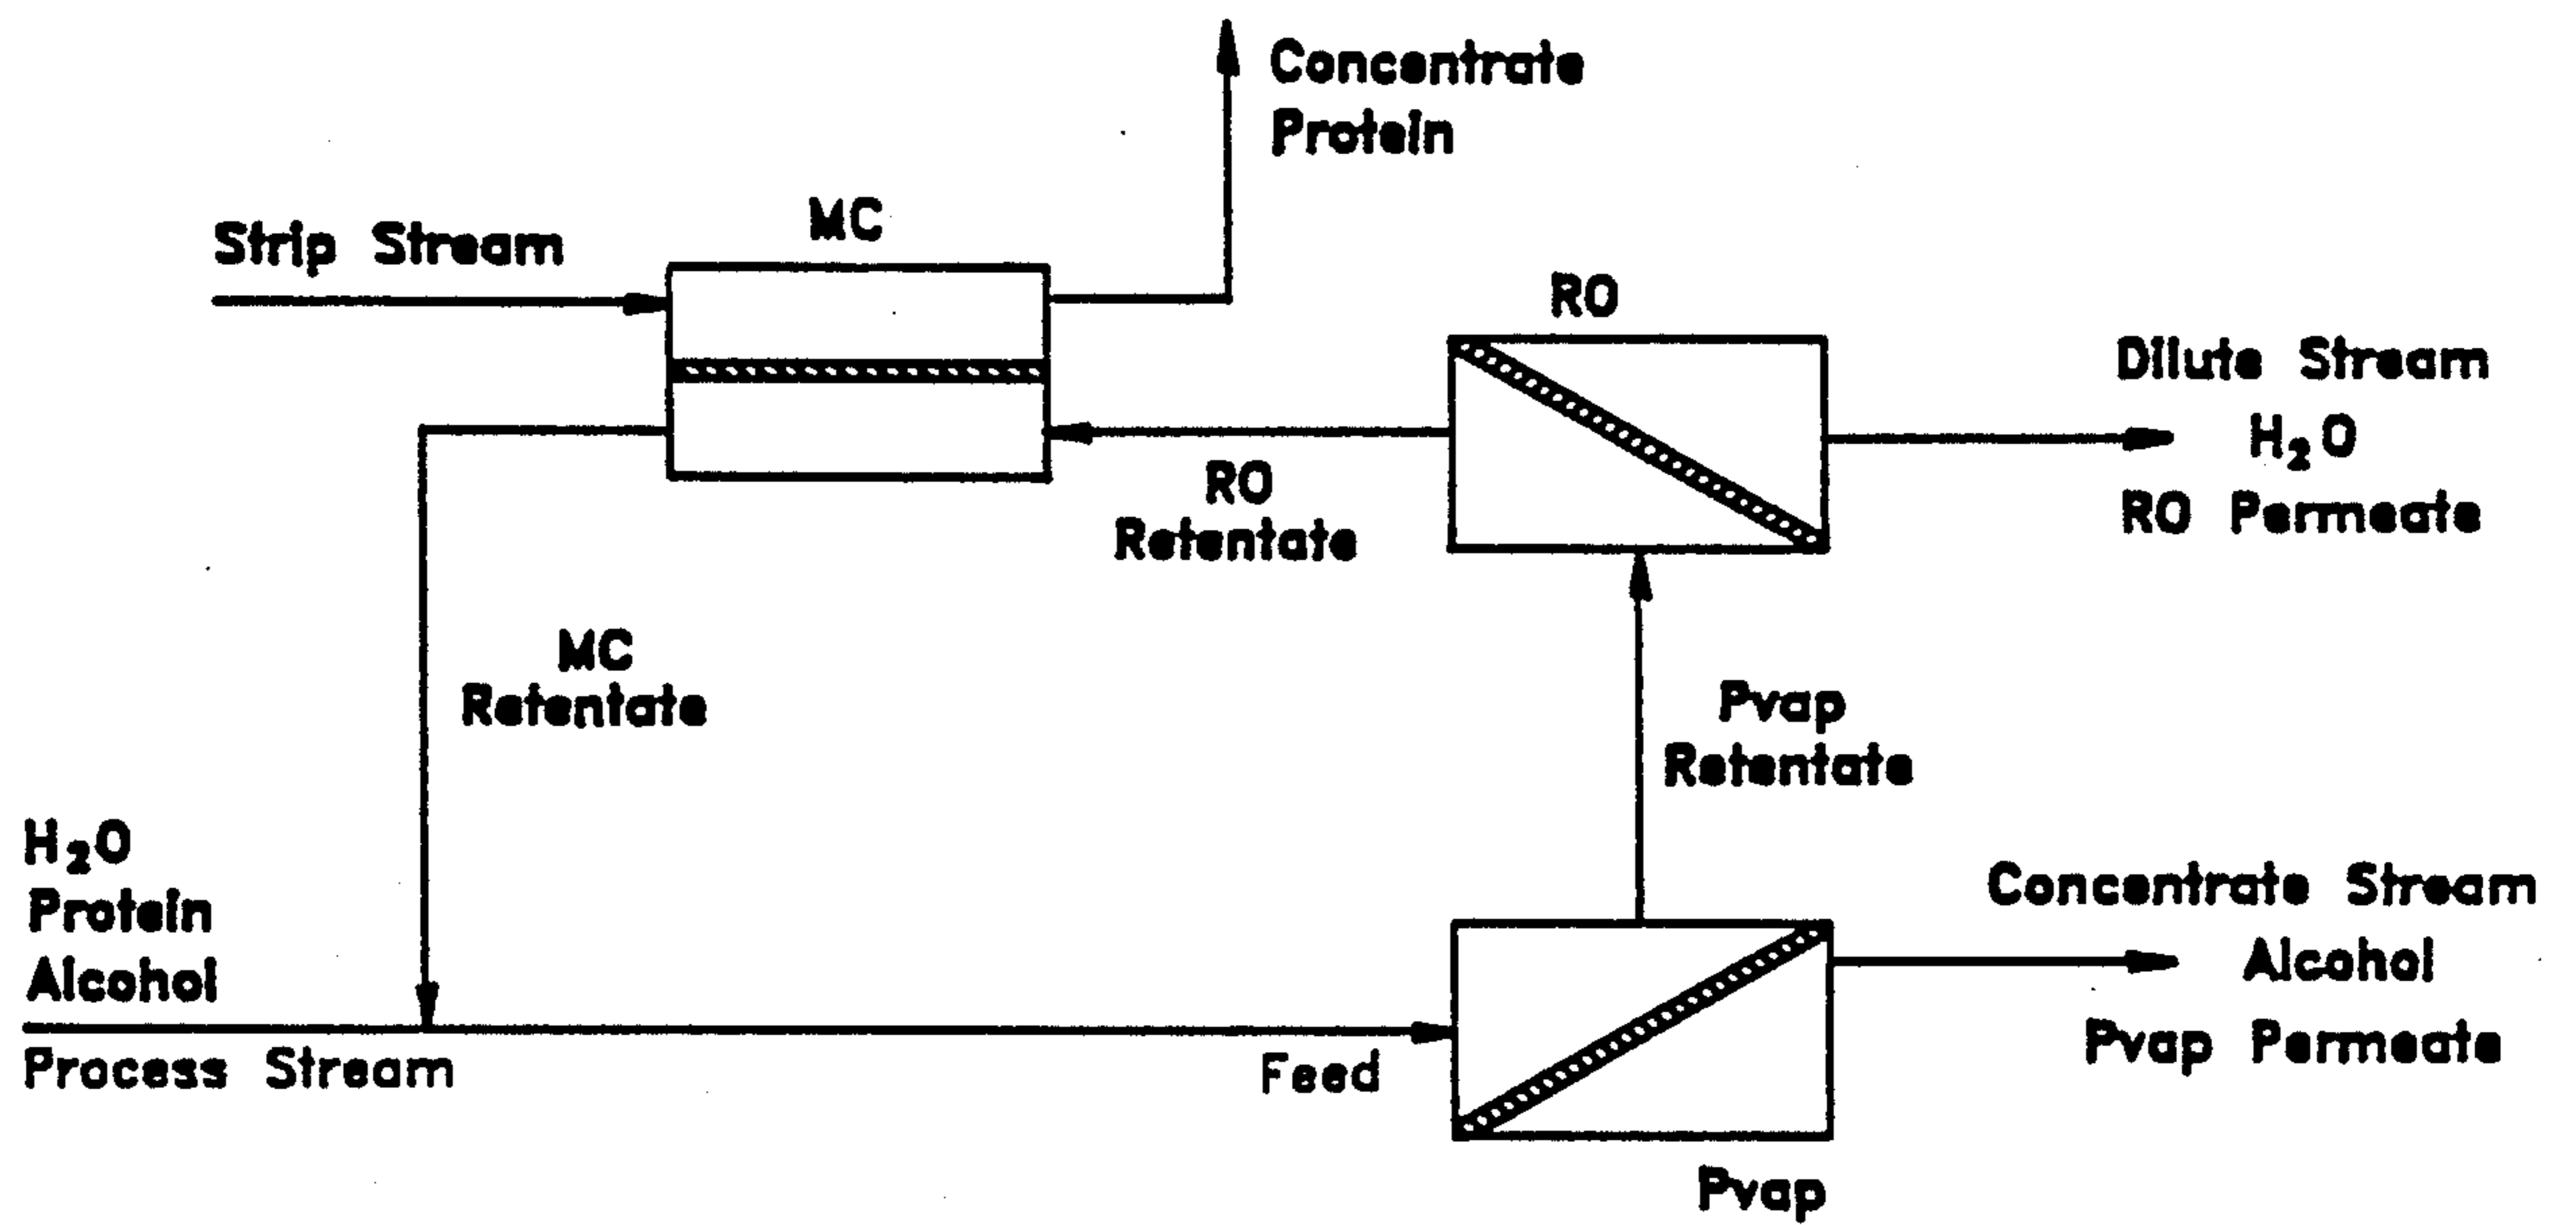 Concentrate
Protein
MC
Strip Stream
RO
Dilute Stream
H₂O
RO Permeate
RO
Retentate
MC
Retentate
Pvap
Retentate
H₂O
Protein
Alcohol
Process Stream
Feed
Concentrate Stream
Alcohol
Pvap Permeate
Pvap